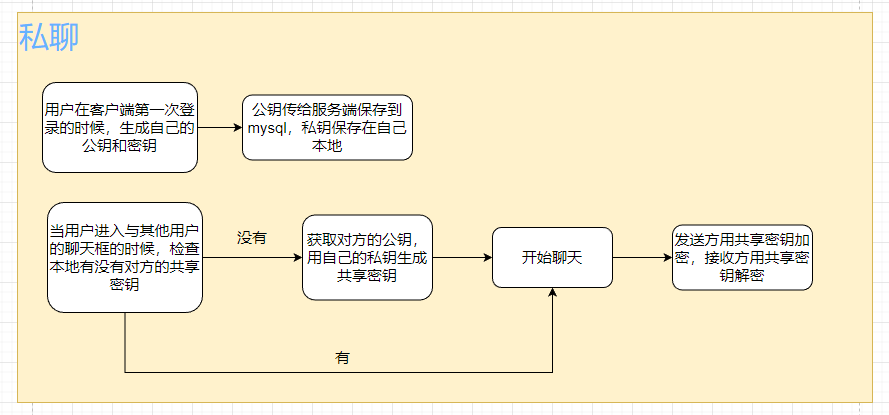 私聊
用户在客户端第一次登
录的时候，生成自己的
公钥和密钥
公钥传给服务端保存到
mysql，私钥保存在自己
本地
当用户进入与其他用户
的聊天框的时候，检查
本地有没有对方的共享
密钥
没有
获取对方的公钥，
用自己的私钥生成
共享密钥
开始聊天
发送方用共享密钥加
密，接收方用共享密
钥解密
有